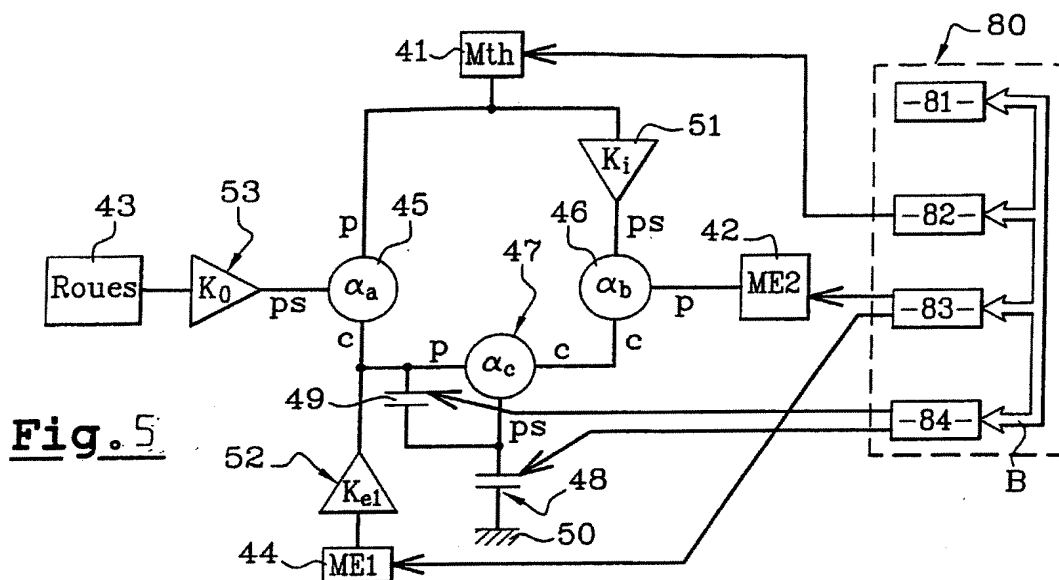 80
41
Mth
-81-
51
Ki
53
43
45
46
p
ps
-82-
42
Roues
K0
αa
47
αb
ME2
ps
p
-83-
c
p
αc
c
c
49
ps
-84-
Fig. 5
52
Ke1
48
B
50
44
ME1